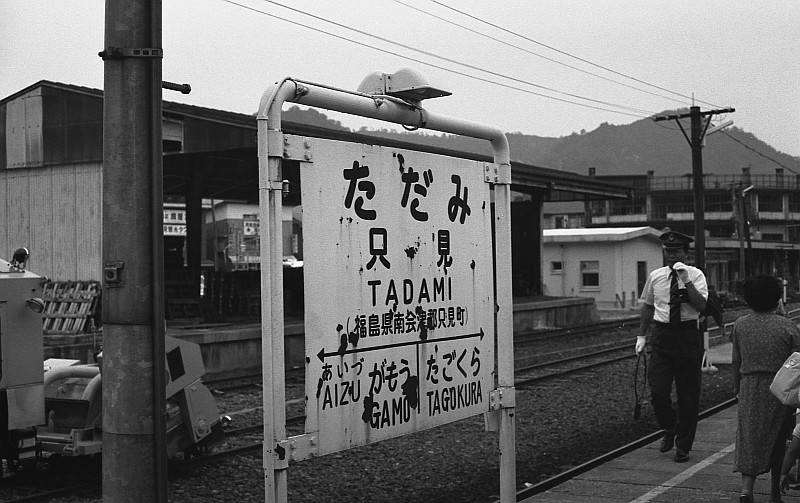 ただみ
只見
TADAMI
(福島県南会津郡只見町)
あいづ がもう たごくら
AIZU GAMO TAGOKURA